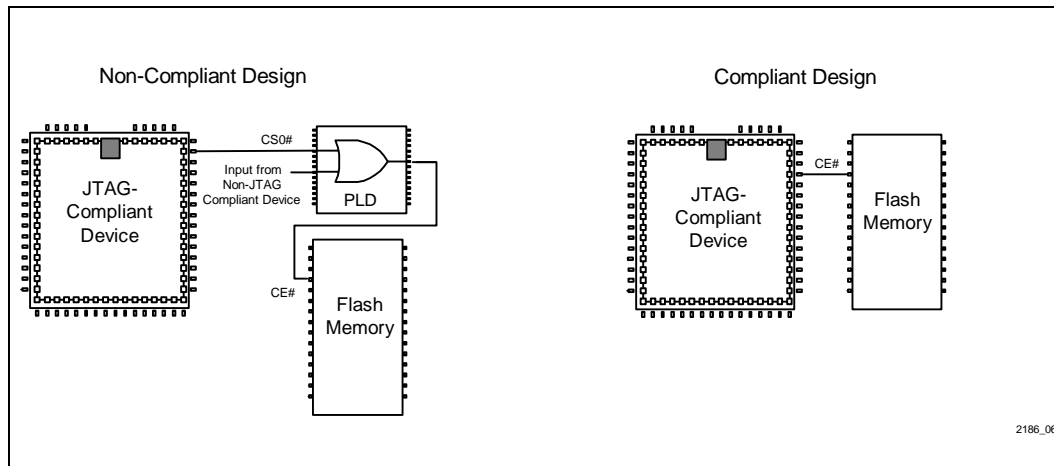 Non-Compliant Design
Compliant Design
CS0#
Input from
Non-JTAG
Compliant Device
PLD
JTAG-
Compliant
Device
CE#
Flash
Memory
CE#
JTAG-
Compliant
Device
Flash
Memory
2186_06